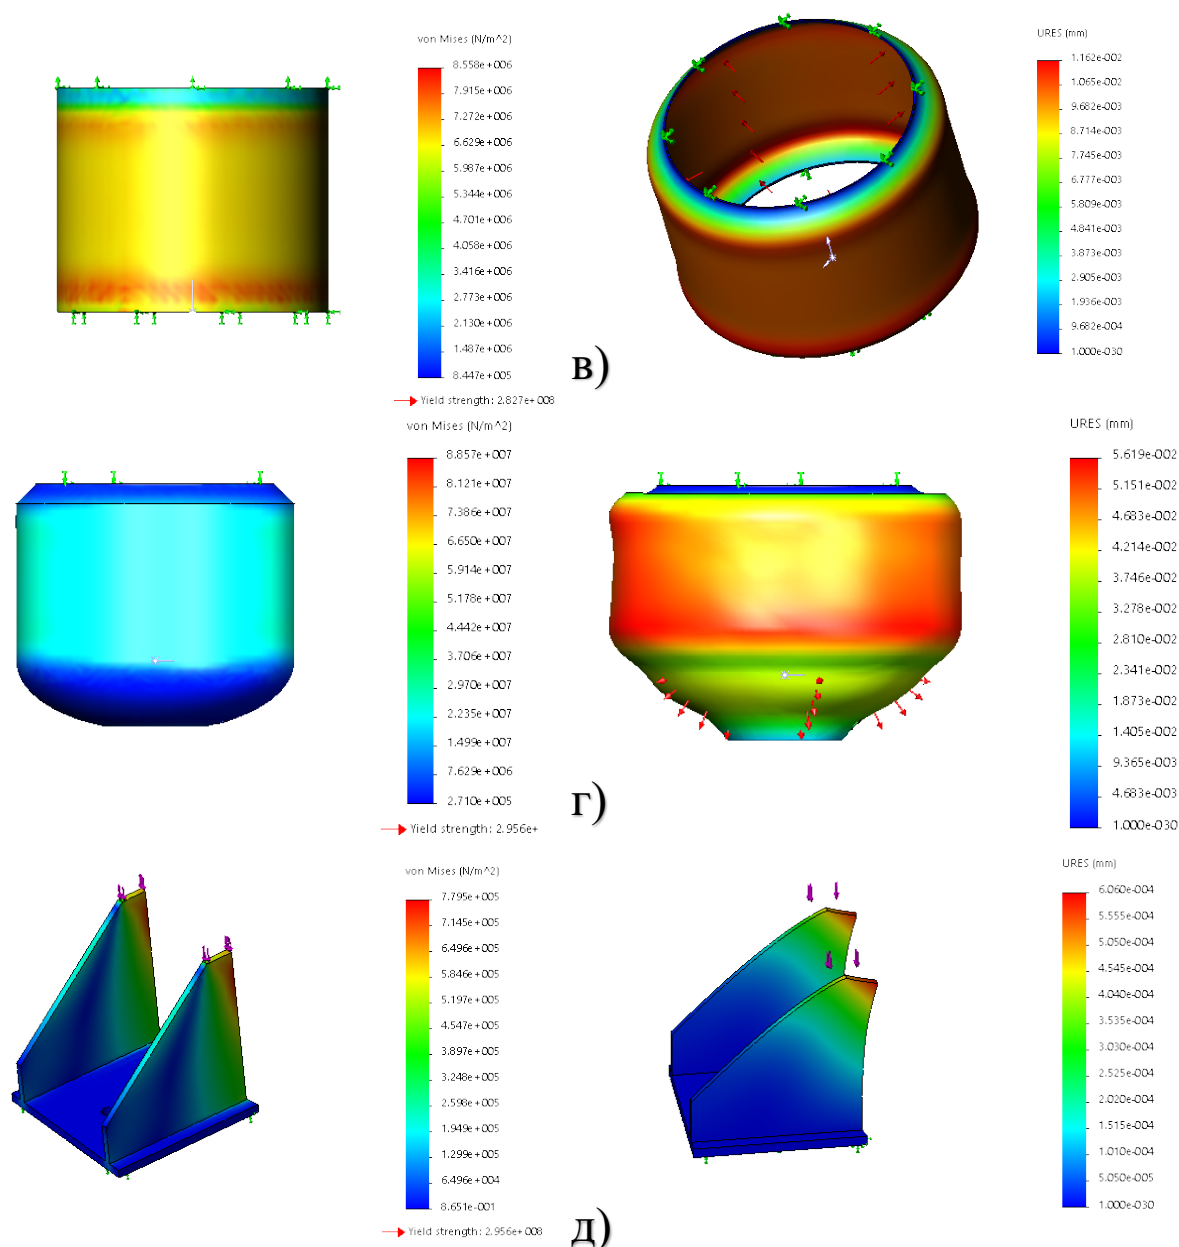 von Mises (N/m^2)
8.558e+006
7.915e+006
7.272e+006
6.629e+006
5.987e+006
5.344e+006
4.701e+006
4.058e+006
3.416e+006
2.773e+006
2.130e+006
1.487e+006
8.447e+005
Yield strength: 2.827e+008
URES (mm)
1.162e-002
1.065e-002
9.682e-003
8.714e-003
7.745e-003
6.777e-003
5.809e-003
4.841e-003
3.873e-003
2.905e-003
1.936e-003
9.682e-004
1.000e-030
в)
von Mises (N/m^2)
8.857e+007
8.121e+007
7.386e+007
6.650e+007
5.914e+007
5.178e+007
4.442e+007
3.706e+007
2.970e+007
2.235e+007
1.499e+007
7.629e+006
2.710e+005
Yield strength: 2.956e+
URES (mm)
5.619e-002
5.151e-002
4.683e-002
4.214e-002
3.746e-002
3.278e-002
2.810e-002
2.341e-002
1.873e-002
1.405e-002
9.365e-003
4.683e-003
1.000e-030
г)
von Mises (N/m^2)
7.795e+005
7.145e+005
6.496e+005
5.846e+005
5.197e+005
4.547e+005
3.897e+005
3.248e+005
2.598e+005
1.949e+005
1.299e+005
6.496e+004
8.651e-001
Yield strength: 2.956e+008
URES (mm)
6.060e-004
5.555e-004
5.050e-004
4.545e-004
4.040e-004
3.535e-004
3.030e-004
2.525e-004
2.020e-004
1.515e-004
1.010e-004
5.050e-005
1.000e-030
д)